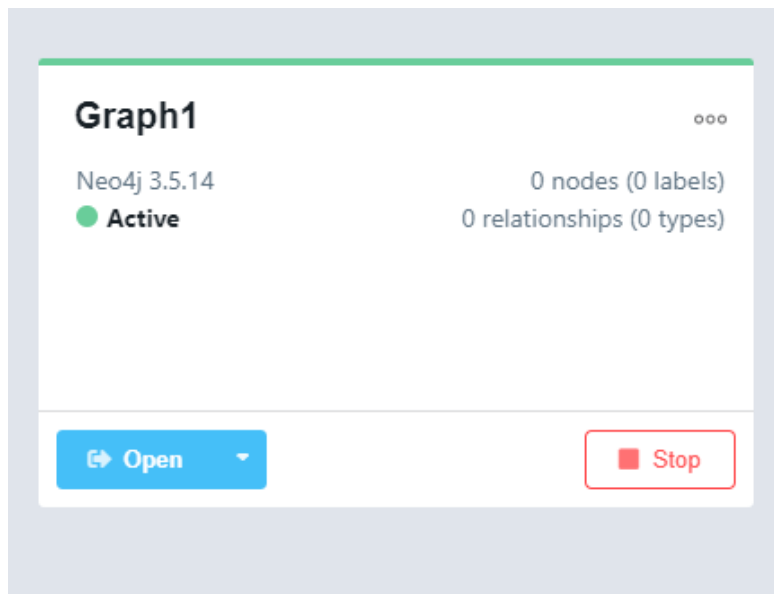 Graph1
Neo4j 3.5.14
0 nodes (0 labels)
Active
0 relationships (0 types)
Open
Stop